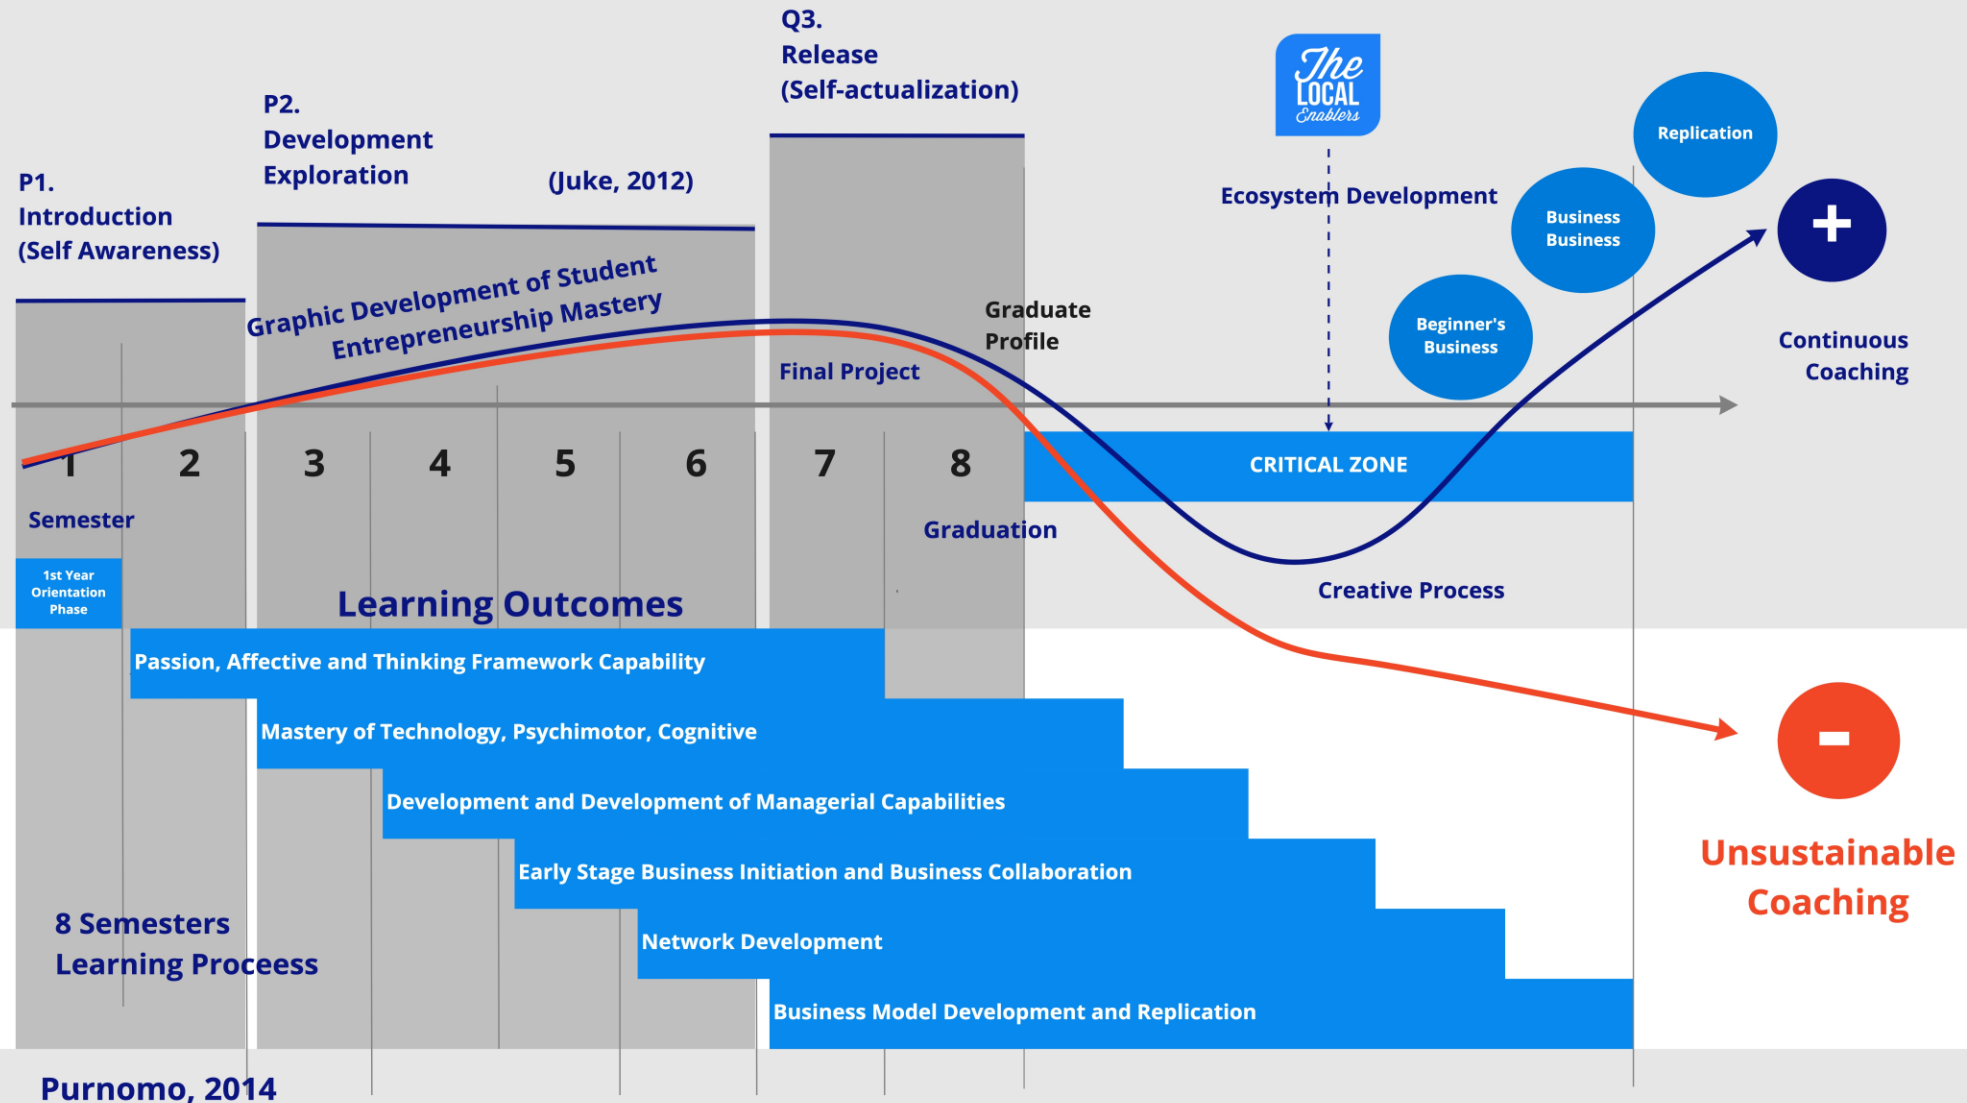 Q3.
Release
(Self-actualization)
The
LOCAL
Enablers
P2.
Development
Exploration
(Juke, 2012)
P1.
Introduction
(Self Awareness)
Replication
Ecosystem Development
Business
Business
+
Graphic Development of Student
Entrepreneurship Mastery
Graduate
Profile
Beginner's
Business
Continuous
Coaching
Final Project
1 2 3 4 5 6 7 8
CRITICAL ZONE
Semester
Graduation
1st Year
Orientation
Phase
Creative Process
Learning Outcomes
Passion, Affective and Thinking Framework Capability
Mastery of Technology, Psychimotor, Cognitive
-
Development and Development of Managerial Capabilities
Unsustainable
Coaching
Early Stage Business Initiation and Business Collaboration
8 Semesters
Learning Proceess
Network Development
Business Model Development and Replication
Purnomo, 2014